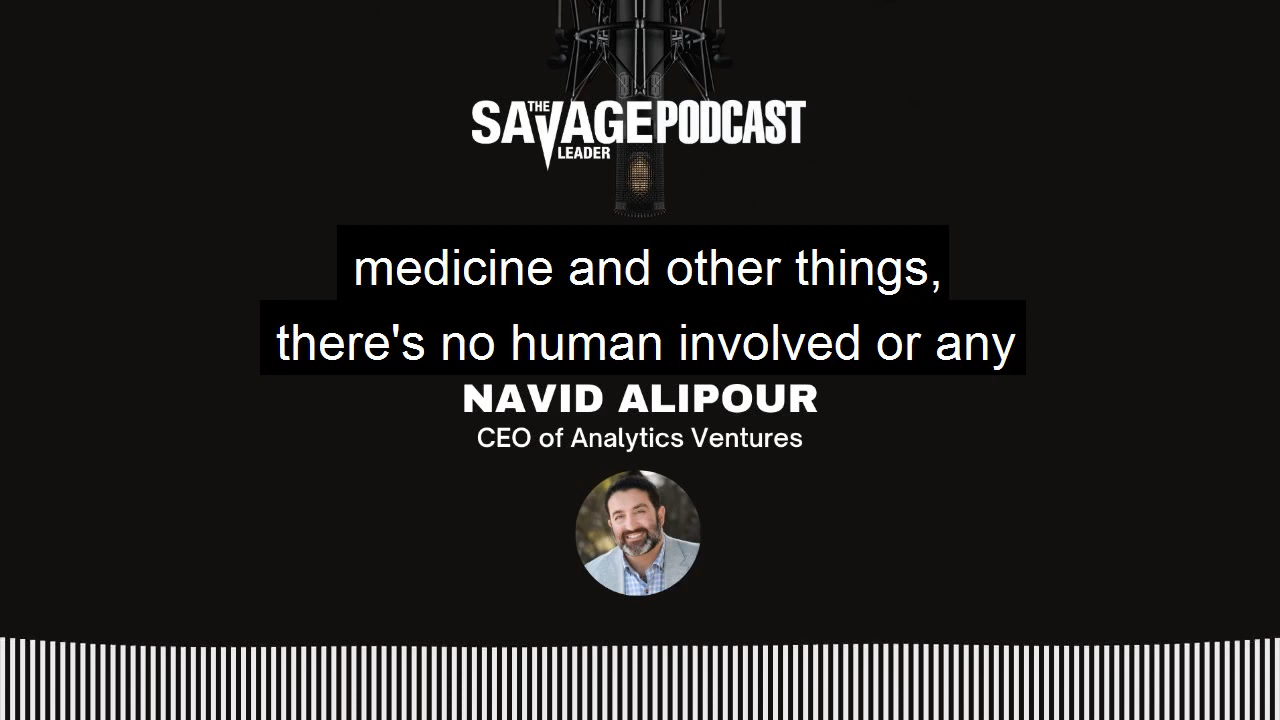 THE
SAVAGE PODCAST
LEADER
medicine and other things,
there's no human involved or any
NAVID ALIPOUR
CEO of Analytics Ventures